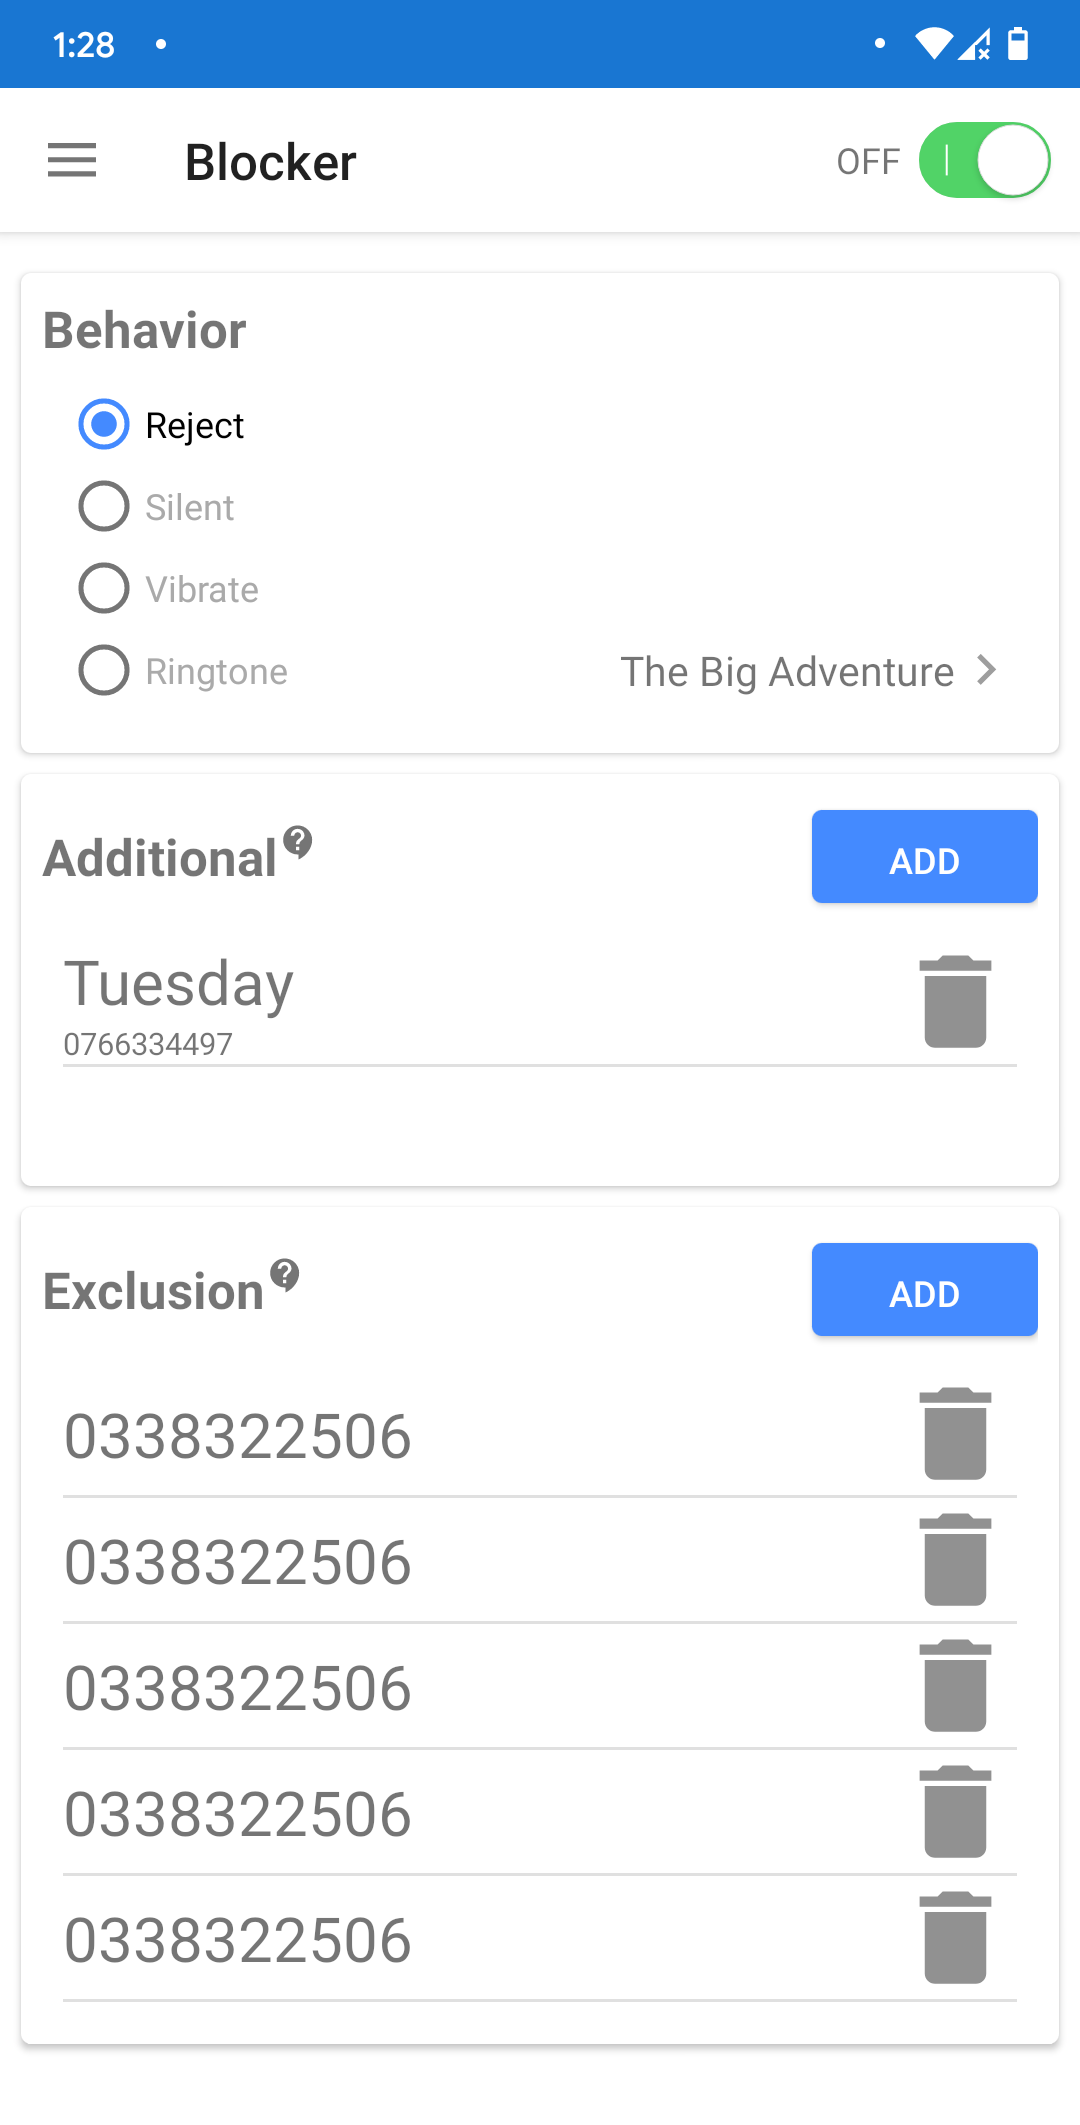 1:28
Blocker
OFF
Behavior
Reject
Silent
Vibrate
Ringtone
The Big Adventure
Additional
ADD
Tuesday
0766334497
Exclusion
ADD
0338322506
0338322506
0338322506
0338322506
0338322506